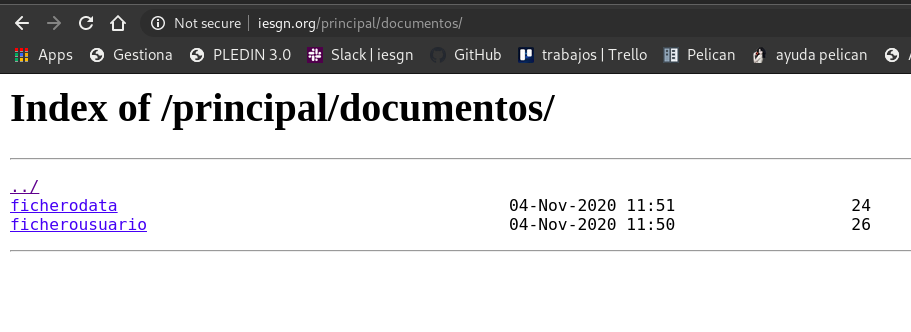 Not secure | iesgn.org/principal/documentos/
Apps Gestiona PLEDIN 3.0 Slack | iesgn GitHub trabajos | Trello Pelican ayuda pelican
Index of /principal/documentos/
../
ficherodata 04-Nov-2020 11:51 24
ficherousuario 04-Nov-2020 11:50 26